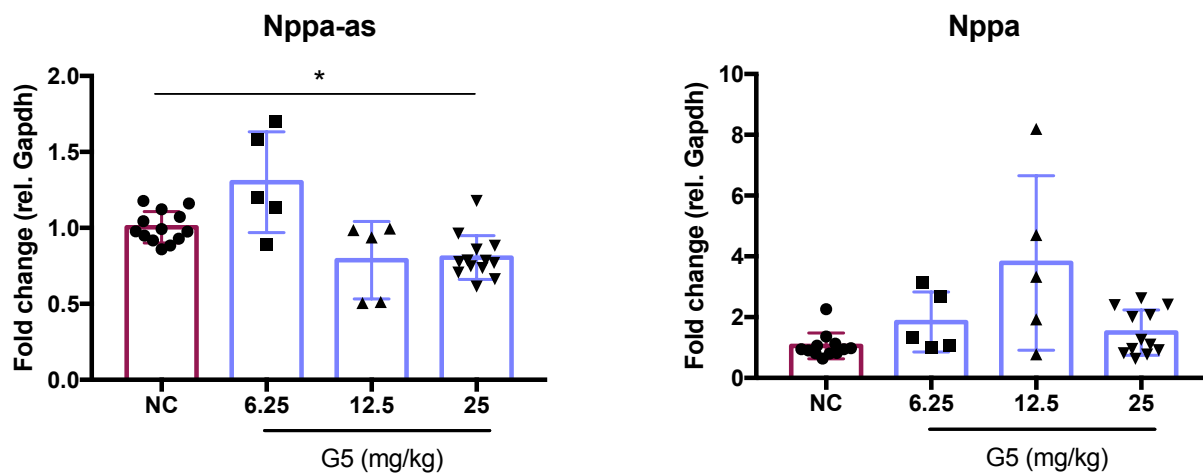 Nppa-as
Fold change (rel. Gapdh)
2.0
1.5
1.0
0.5
0.0
*
NC 6.25 12.5 25
G5 (mg/kg)
Nppa
Fold change (rel. Gapdh)
10
8
6
4
2
0
NC 6.25 12.5 25
G5 (mg/kg)